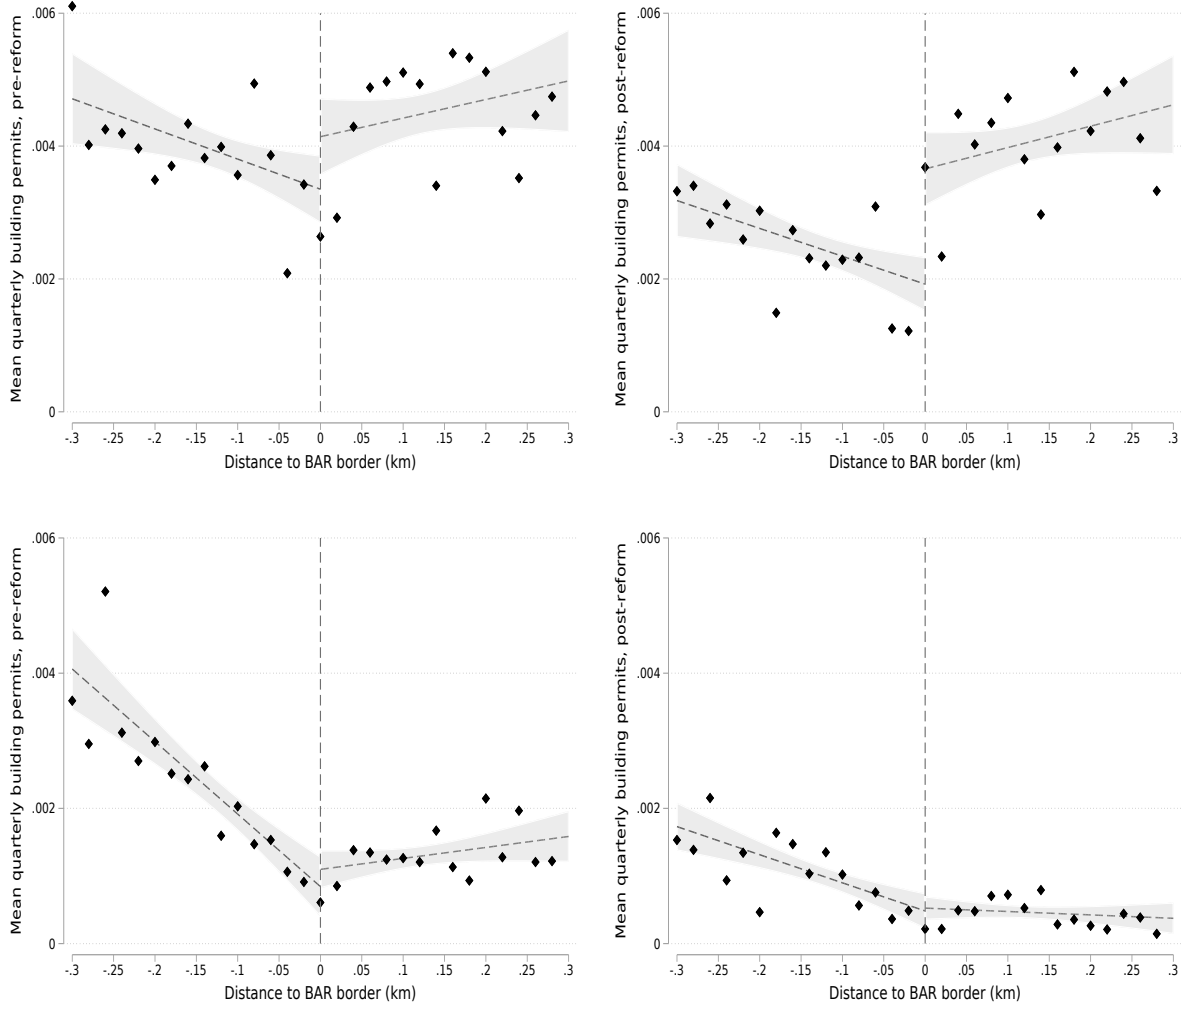 Mean quarterly building permits, pre-reform
.006
.004
.002
0
-.3 -.25 -.2 -.15 -.1 -.05 0 .05 .1 .15 .2 .25 .3
Distance to BAR border (km)
Mean quarterly building permits, post-reform
.006
.004
.002
0
-.3 -.25 -.2 -.15 -.1 -.05 0 .05 .1 .15 .2 .25 .3
Distance to BAR border (km)
Mean quarterly building permits, pre-reform
.006
.004
.002
0
-.3 -.25 -.2 -.15 -.1 -.05 0 .05 .1 .15 .2 .25 .3
Distance to BAR border (km)
Mean quarterly building permits, post-reform
.006
.004
.002
0
-.3 -.25 -.2 -.15 -.1 -.05 0 .05 .1 .15 .2 .25 .3
Distance to BAR border (km)